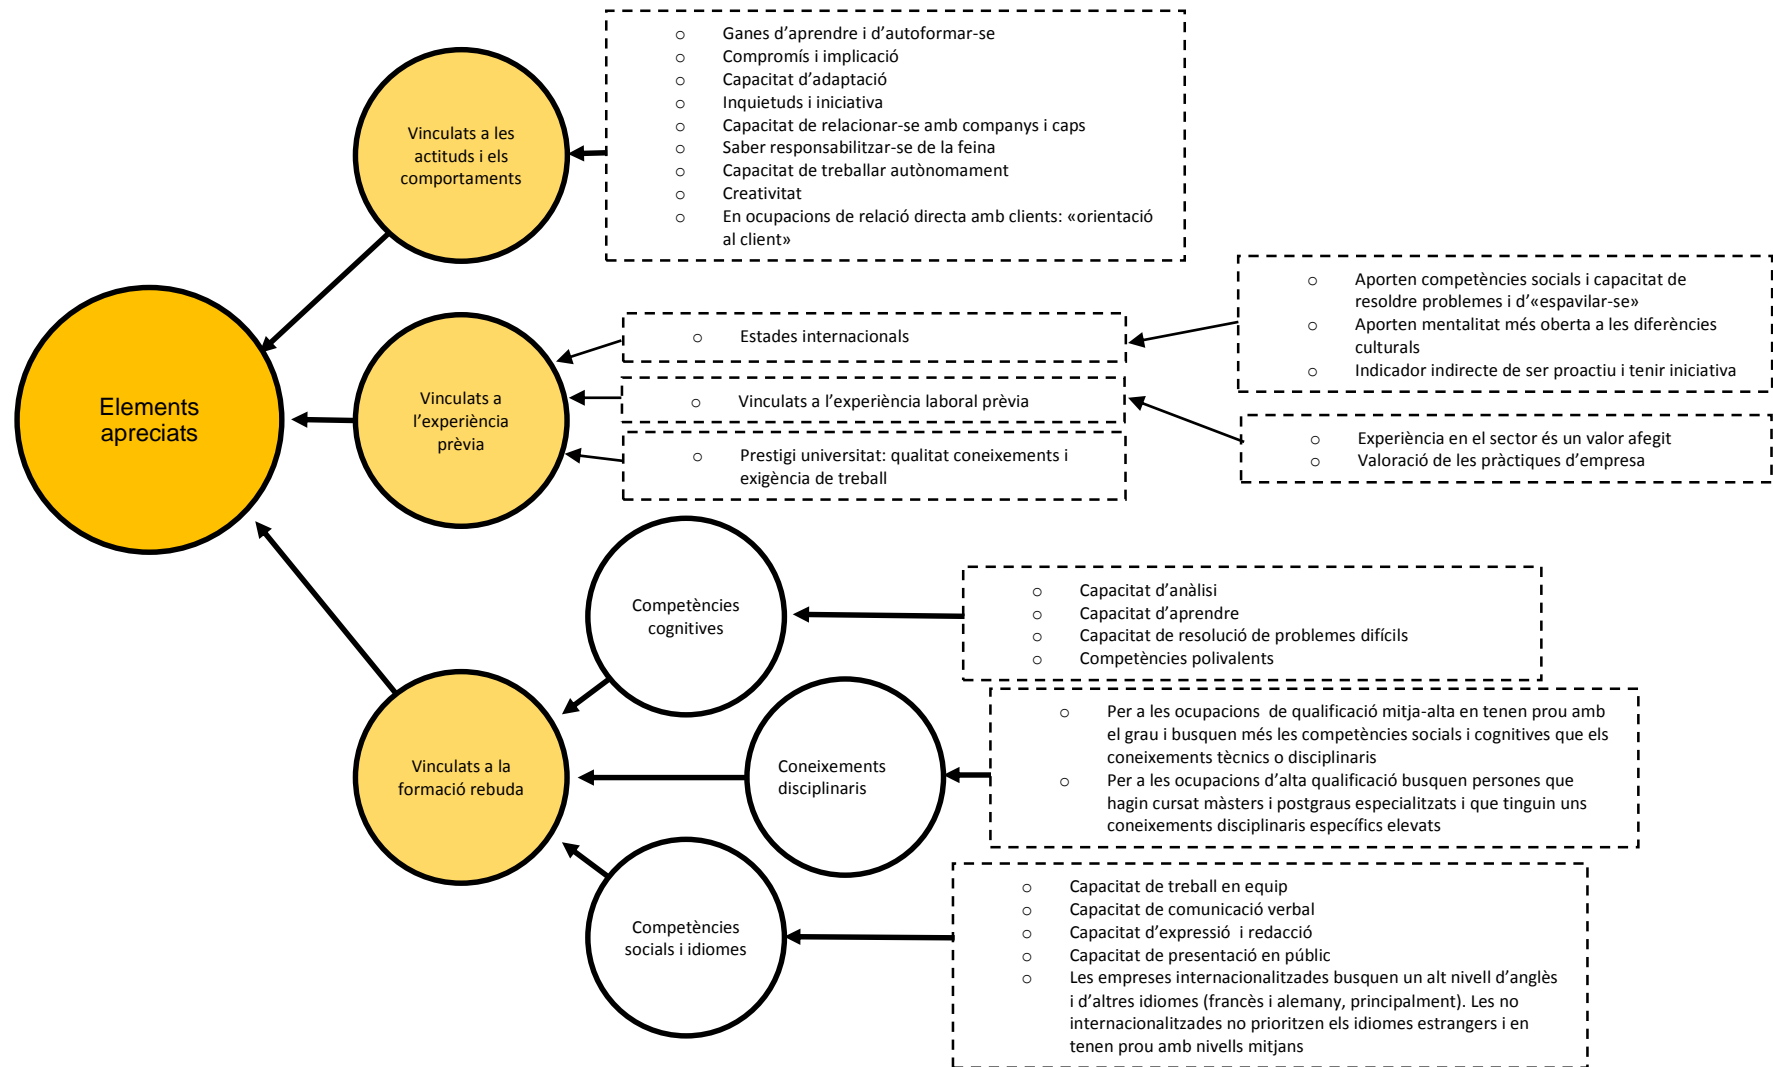 Ganes d’aprendre i d’autoformar-se
Compromís i implicació
Capacitat d’adaptació
Inquietuds i iniciativa
Capacitat de relacionar-se amb companys i caps
Saber responsabilitzar-se de la feina
Capacitat de treballar autònomament
Creativitat
En ocupacions de relació directa amb clients: «orientació
al client»
Vinculats a les
actituds i els
comportaments
Aporten competències socials i capacitat de
resoldre problemes i d’«espavilar-se»
Aporten mentalitat més oberta a les diferències
culturals
Indicador indirecte de ser proactiu i tenir iniciativa
Estades internacionals
Elements
apreciats
Vinculats a
l’experiència
prèvia
Vinculats a l’experiència laboral prèvia
Experiència en el sector és un valor afegit
Valoració de les pràctiques d’empresa
Prestigi universitat: qualitat coneixements i
exigència de treball
Competències
cognitives
Capacitat d’anàlisi
Capacitat d’aprendre
Capacitat de resolució de problemes difícils
Competències polivalents
Vinculats a la
formació rebuda
Coneixements
disciplinaris
Per a les ocupacions de qualificació mitja-alta en tenen prou amb
el grau i busquen més les competències socials i cognitives que els
coneixements tècnics o disciplinaris
Per a les ocupacions d’alta qualificació busquen persones que
hagin cursat màsters i postgraus especialitzats i que tinguin uns
coneixements disciplinaris específics elevats
Competències
socials i idiomes
Capacitat de treball en equip
Capacitat de comunicació verbal
Capacitat d’expressió i redacció
Capacitat de presentació en públic
Les empreses internacionalitzades busquen un alt nivell d’anglès
i d’altres idiomes (francès i alemany, principalment). Les no
internacionalitzades no prioritzen els idiomes estrangers i en
tenen prou amb nivells mitjans